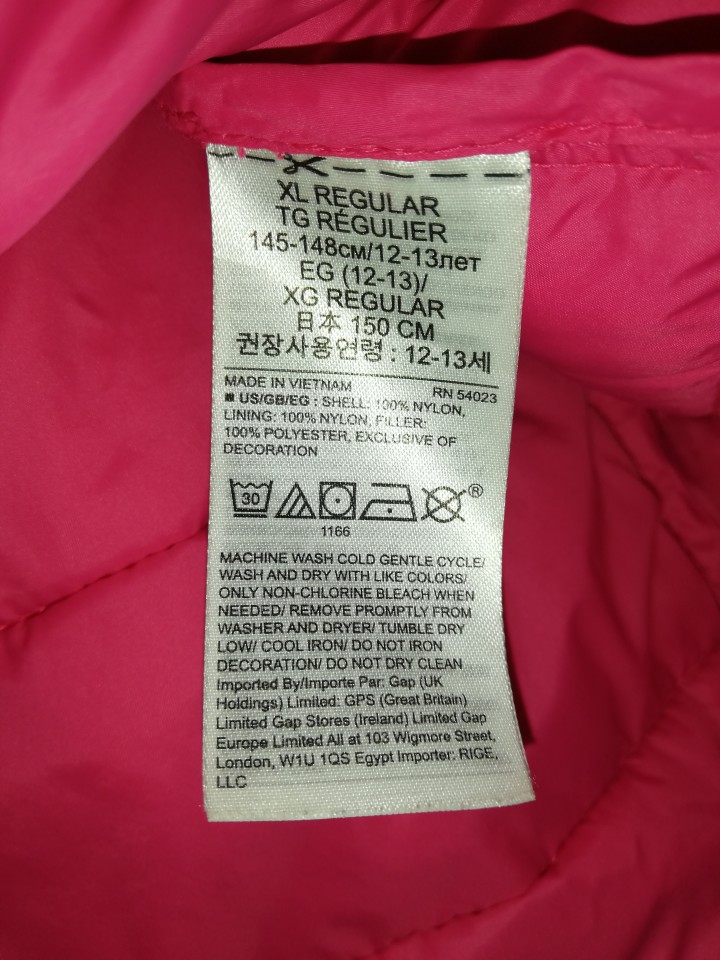 XL REGULAR
TG RÉGULIER
145-148см/12-13лет
EG (12-13)/
XG REGULAR
日本 150 CM
권장사용연령 : 12-13세
MADE IN VIETNAM RN 54023
■ US/GB/EG : SHELL: 100% NYLON,
LINING: 100% NYLON, FILLER:
100% POLYESTER, EXCLUSIVE OF
DECORATION
30 ®
1166
MACHINE WASH COLD GENTLE CYCLE/
WASH AND DRY WITH LIKE COLORS/
ONLY NON-CHLORINE BLEACH WHEN
NEEDED/ REMOVE PROMPTLY FROM
WASHER AND DRYER/ TUMBLE DRY
LOW/ COOL IRON/ DO NOT IRON
DECORATION/ DO NOT DRY CLEAN
Imported By/Importe Par: Gap (UK
Holdings) Limited: GPS (Great Britain)
Limited Gap Stores (Ireland) Limited Gap
Europe Limited All at 103 Wigmore Street,
London, W1U 1QS Egypt Importer: RIGE,
LLC